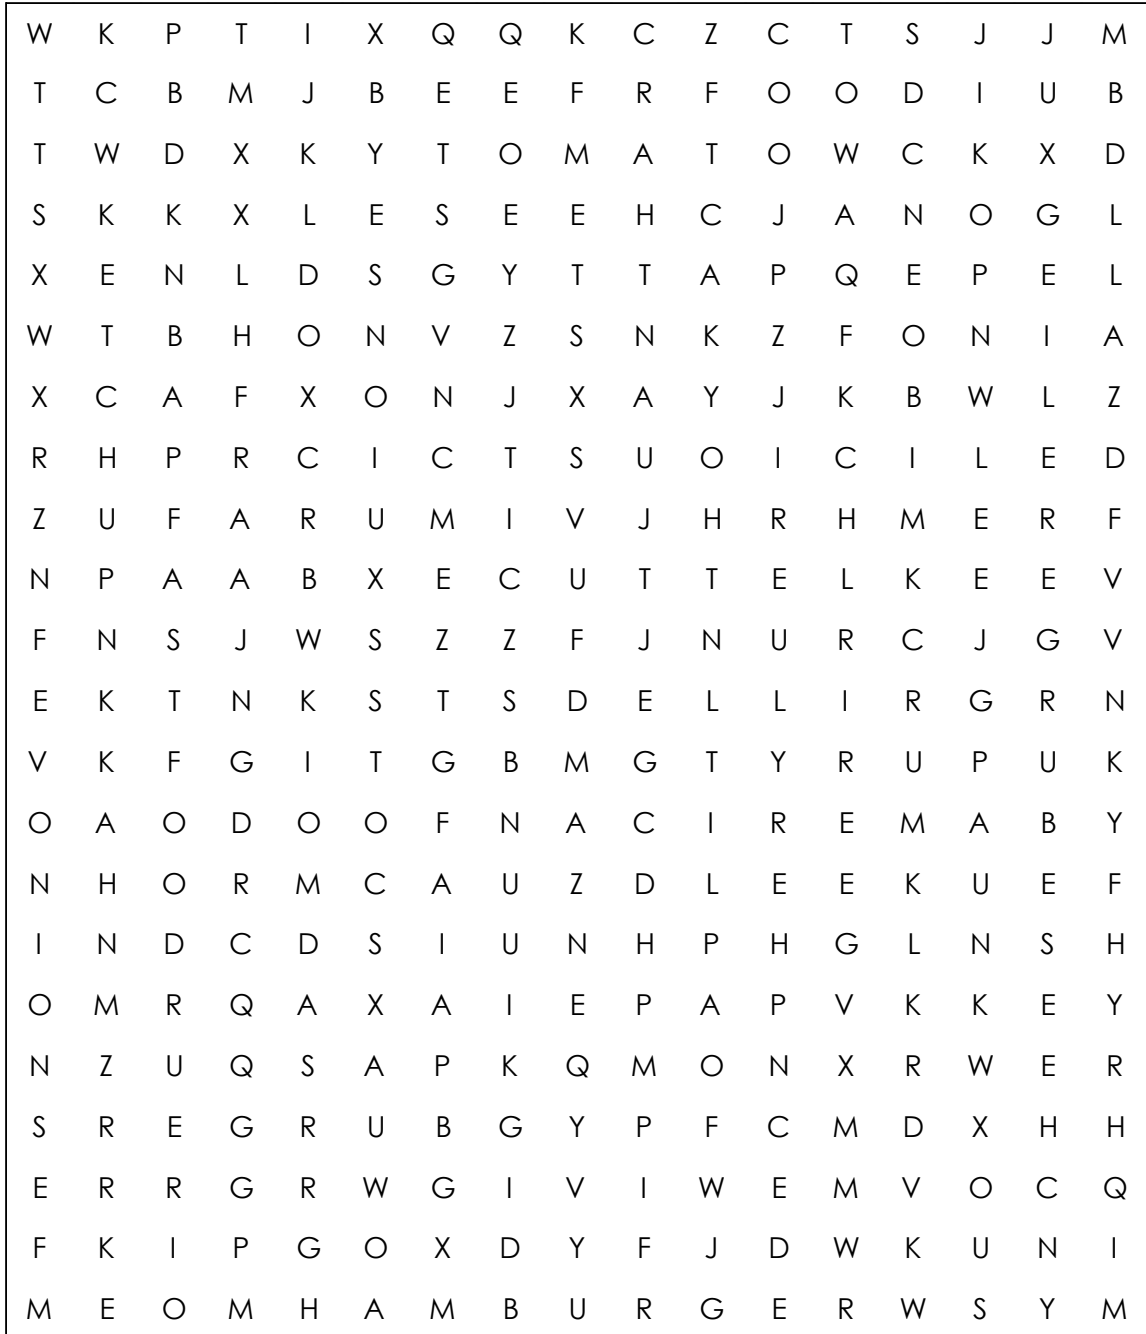 W K P T I X Q Q K C Z C T S J J M
T C B M J B E E F R F O O D I U B
T W D X K Y T O M A T O W C K X D
S K K X L E S E E H C J A N O G L
X E N L D S G Y T T A P Q E P E L
W T B H O N V Z S N K Z F O N I A
X C A F X O N J X A Y J K B W L Z
R H P R C I C T S U O I C I L E D
Z U F A R U M I V J H R H M E R F
N P A A B X E C U T T E L K E E V
F N S J W S Z Z F J N U R C J G V
E K T N K S T S D E L L I R G R N
V K F G I T G B M G T Y R U P U K
O A O D O O F N A C I R E M A B Y
N H O R M C A U Z D L E E K U E F
I N D C D S I U N H P H G L N S H
O M R Q A X A I E P A P V K K E Y
N Z U Q S A P K Q M O N X R W E R
S R E G R U B G Y P F C M D X H H
E R R G R W G I V I W E M V O C Q
F K I P G O X D Y F J D W K U N I
M E O M H A M B U R G E R W S Y M